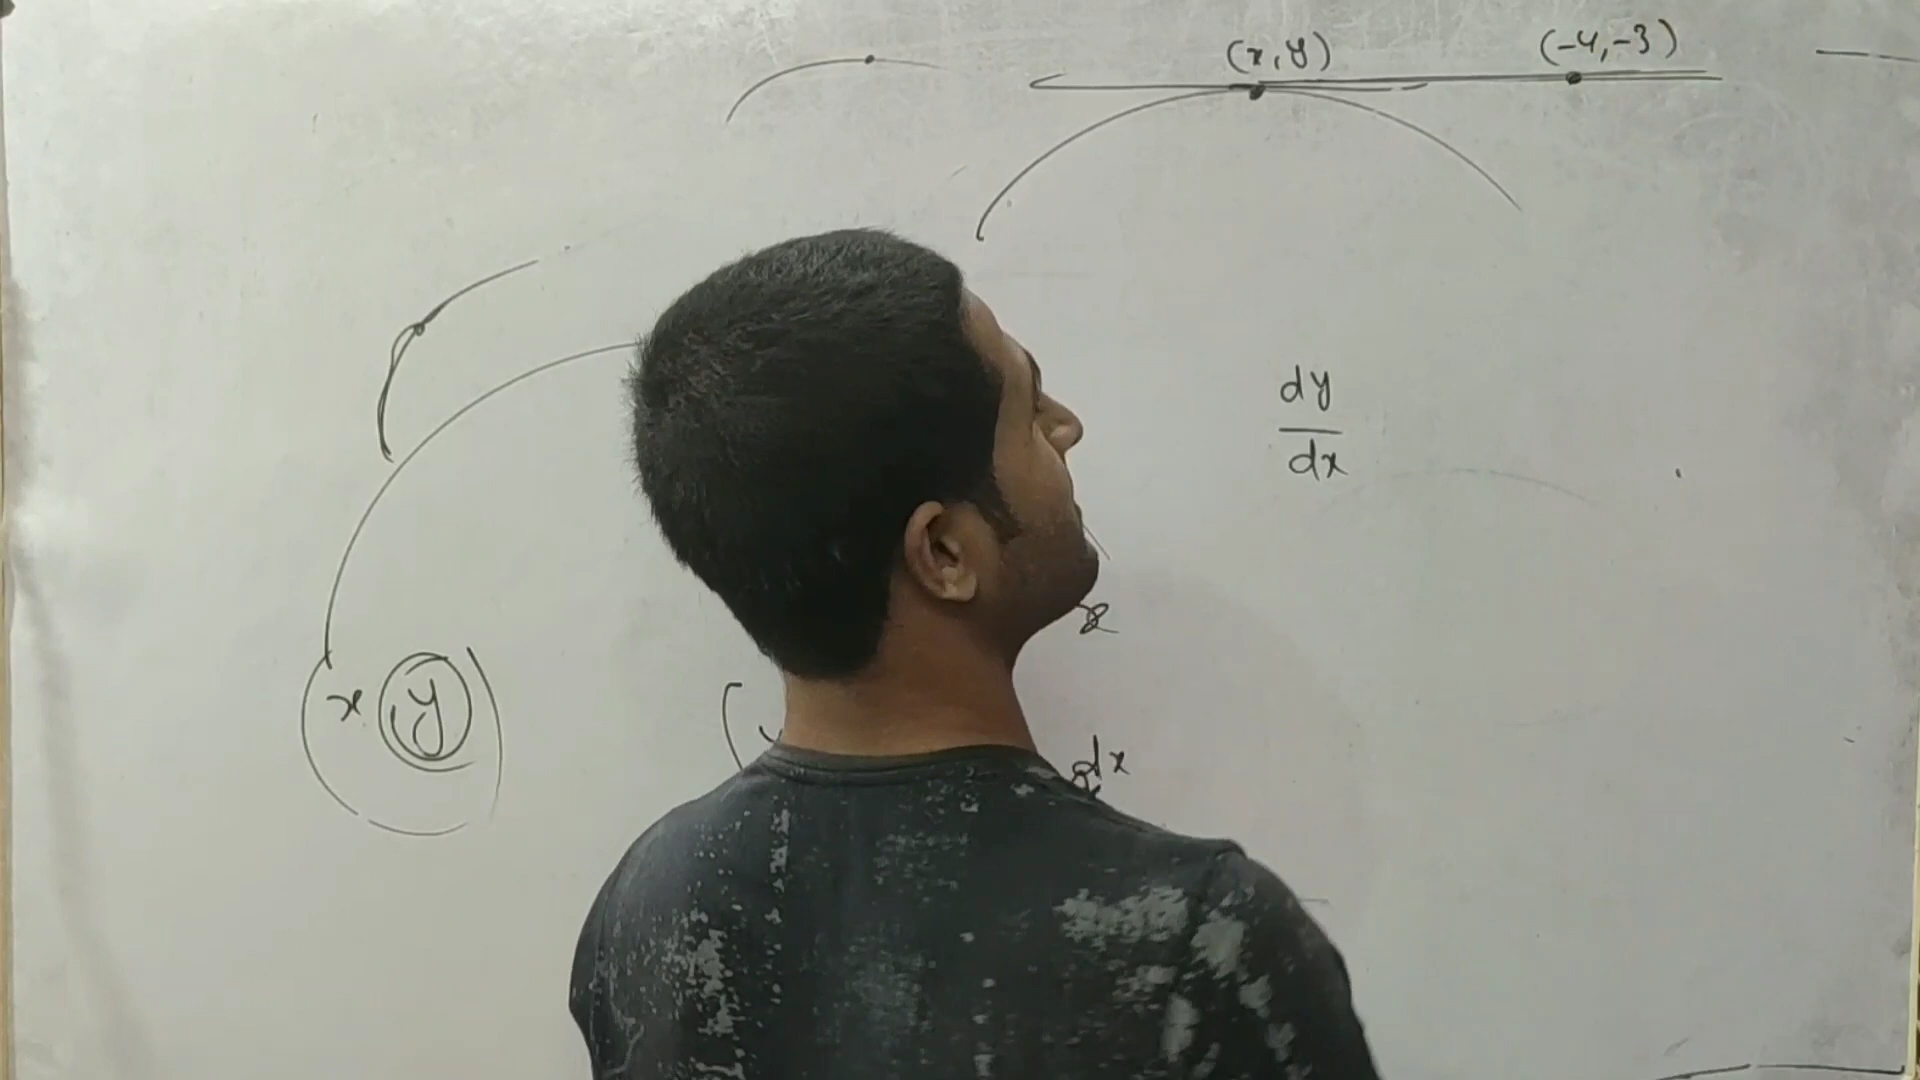 (x, y) (-4, -3)
dy
dx
x, y
dx